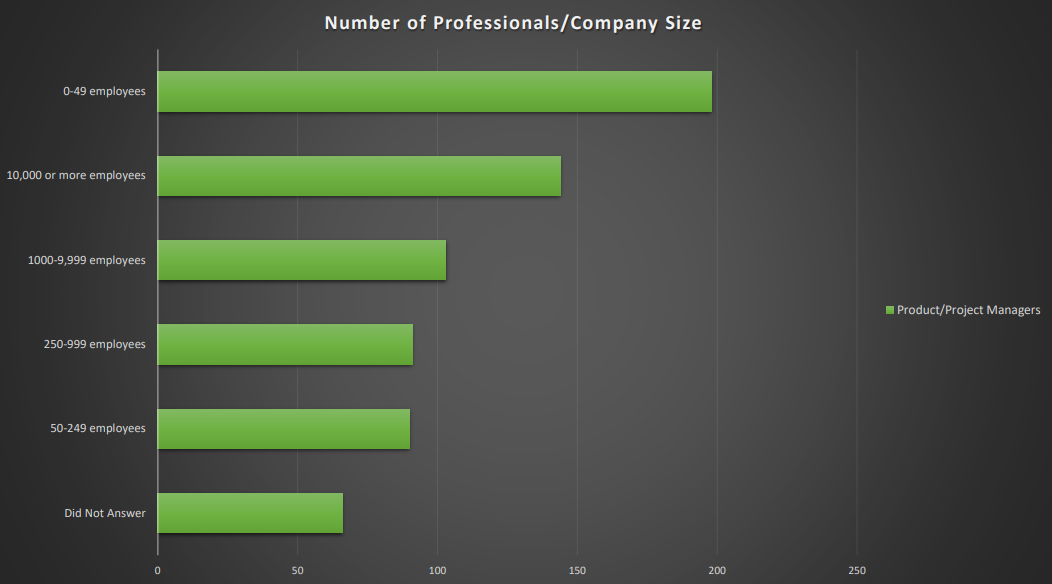 Number of Professionals/Company Size
0-49 employees
10,000 or more employees
1000-9,999 employees
250-999 employees
50-249 employees
Did Not Answer
0 50 100 150 200 250
Product/Project Managers